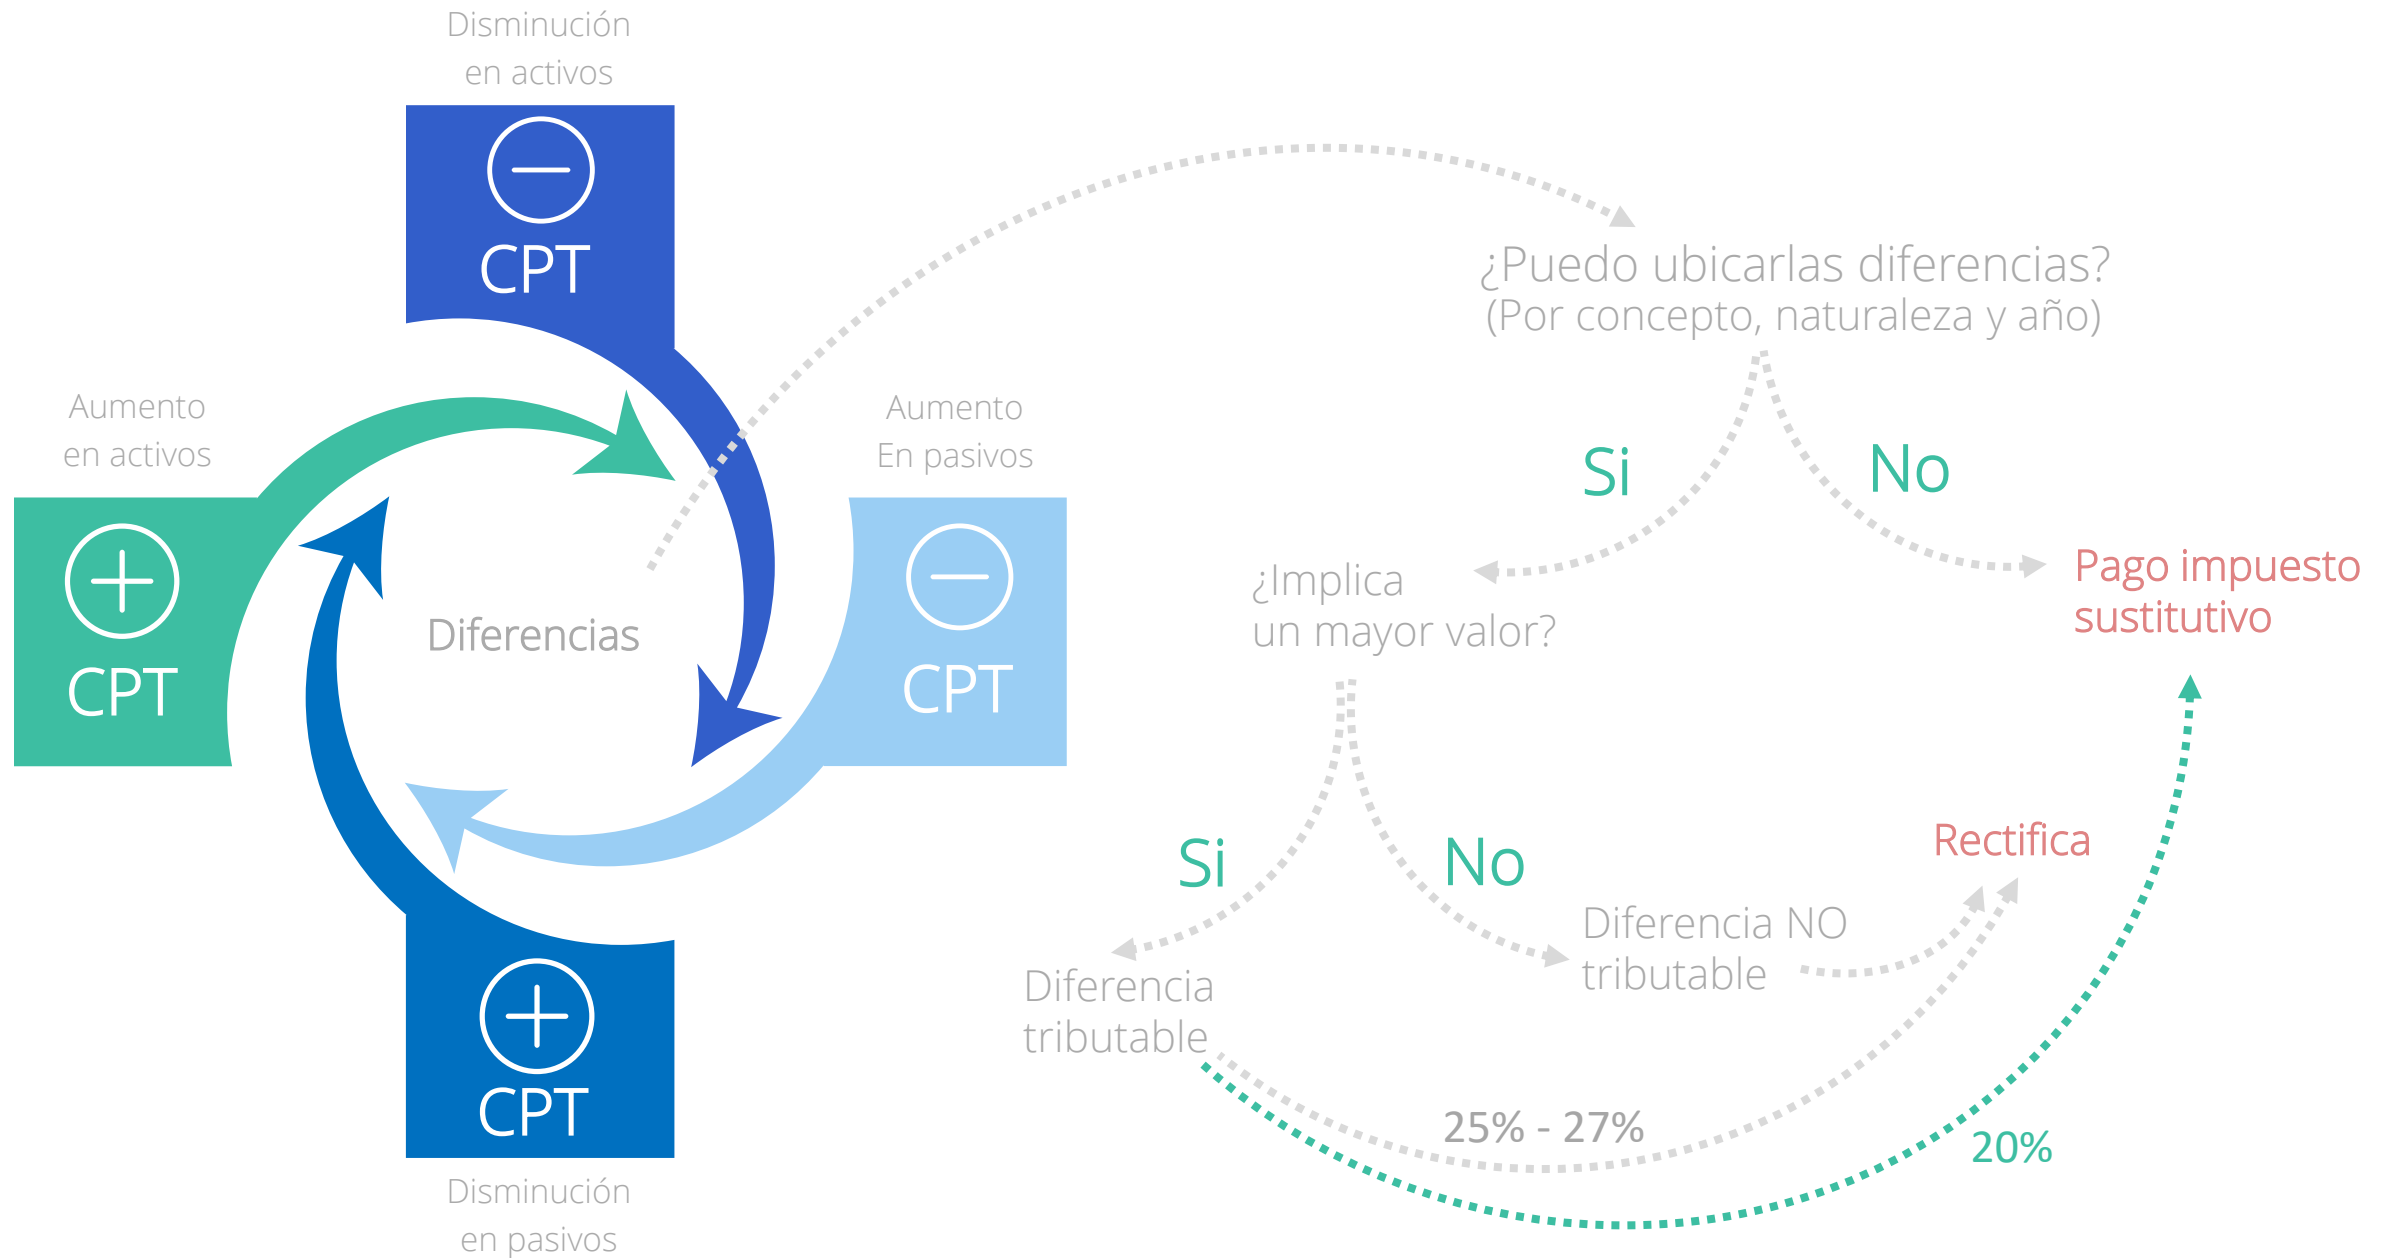 Disminución
en activos
CPT
Aumento
en activos
CPT
Diferencias
Aumento
En pasivos
CPT
CPT
Disminución
en pasivos
¿Puedo ubicarlas diferencias?
(Por concepto, naturaleza y año)
Si
No
¿Implica
un mayor valor?
Pago impuesto
sustitutivo
Si
No
Rectifica
Diferencia
tributable
Diferencia NO
tributable
25% - 27%
20%